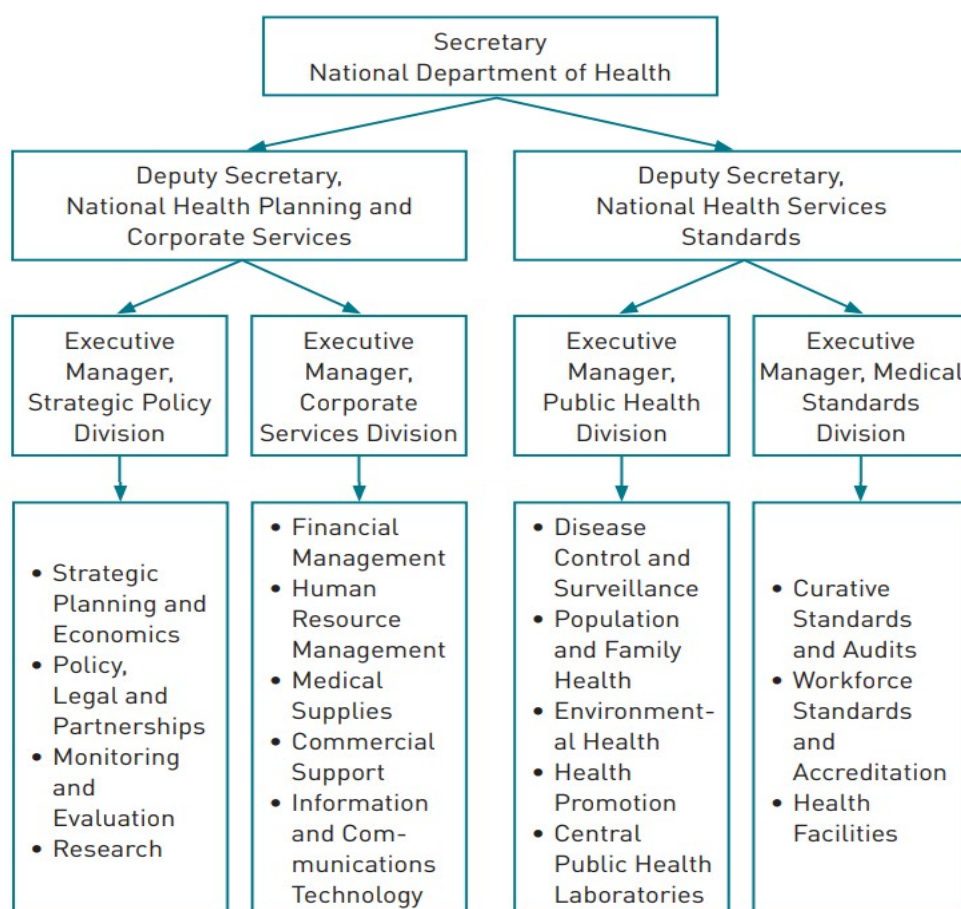 Secretary
National Department of Health
Deputy Secretary,
National Health Planning and
Corporate Services
Deputy Secretary,
National Health Services
Standards
Executive
Manager,
Strategic Policy
Division
Executive
Manager,
Corporate
Services Division
Executive
Manager,
Public Health
Division
Executive
Manager, Medical
Standards
Division
• Strategic
Planning and
Economics
• Policy,
Legal and
Partnerships
• Monitoring
and
Evaluation
• Research
• Financial
Management
• Human
Resource
Management
• Medical
Supplies
• Commercial
Support
• Information
and Com-
munications
Technology
• Disease
Control and
Surveillance
• Population
and Family
Health
• Environment-
al Health
• Health
Promotion
• Central
Public Health
Laboratories
• Curative
Standards
and Audits
• Workforce
Standards
and
Accreditation
• Health
Facilities